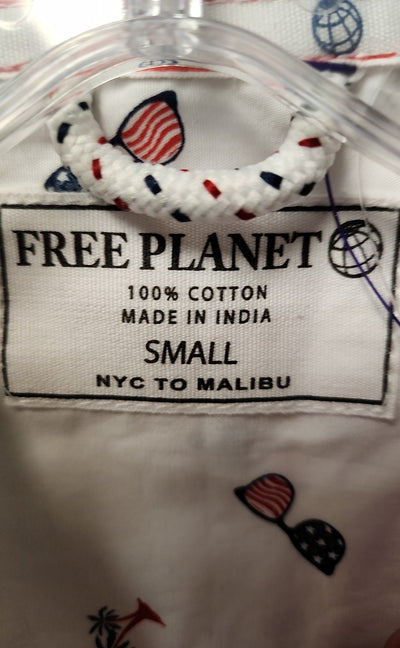 FREE PLANET
100% COTTON
MADE IN INDIA
SMALL
NYC TO MALIBU